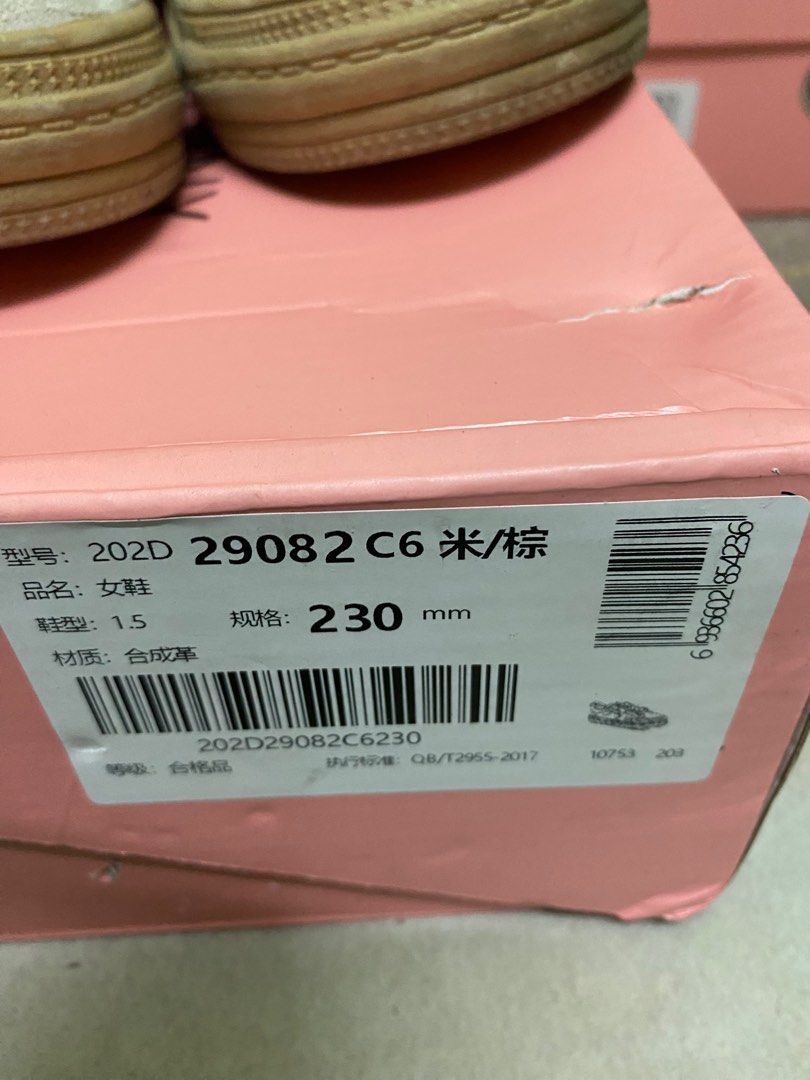 型号: 202D 29082 C6 米/棕
品名: 女鞋
鞋型: 1.5 规格: 230 mm
材质: 合成革
202D29082C6230
等级: 合格品 执行标准: QB/T2955-2017
6 936602 854236
10753 203